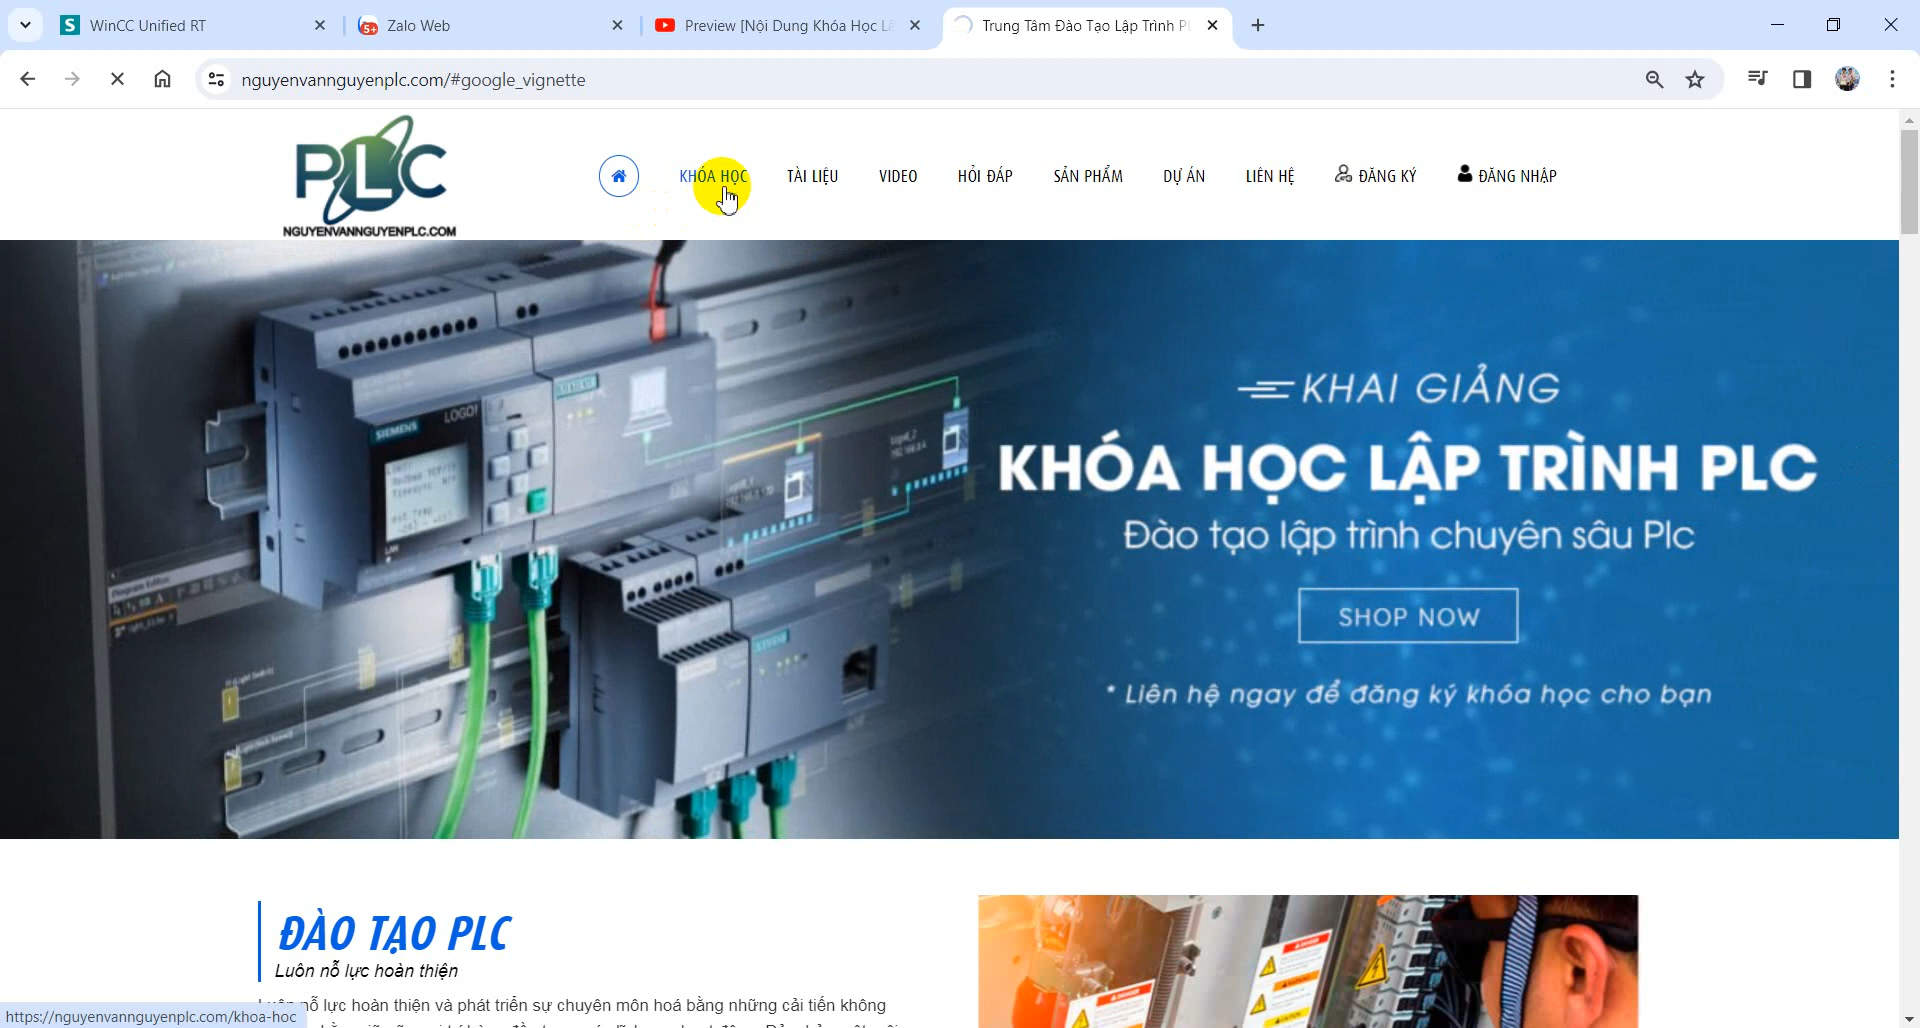 WinCC Unified RT
Zalo Web
Preview [Nội Dung Khóa Học Lậ
Trung Tâm Đào Tạo Lập Trình PL
nguyenvannguyenplc.com/#google_vignette
PLC
NGUYENVANNGUYENPLC.COM
KHÓA HỌC
TÀI LIỆU
VIDEO
HỎI ĐÁP
SẢN PHẨM
DỰ ÁN
LIÊN HỆ
ĐĂNG KÝ
ĐĂNG NHẬP
LOGO!
SIEMENS
KHAI GIẢNG
KHÓA HỌC LẬP TRÌNH PLC
Đào tạo lập trình chuyên sâu Plc
SHOP NOW
* Liên hệ ngay để đăng ký khóa học cho bạn
ĐÀO TẠO PLC
Luôn nỗ lực hoàn thiện
Luôn nỗ lực hoàn thiện và phát triển sự chuyên môn hoá bằng những cải tiến không
https://nguyenvannguyenplc.com/khoa-hoc